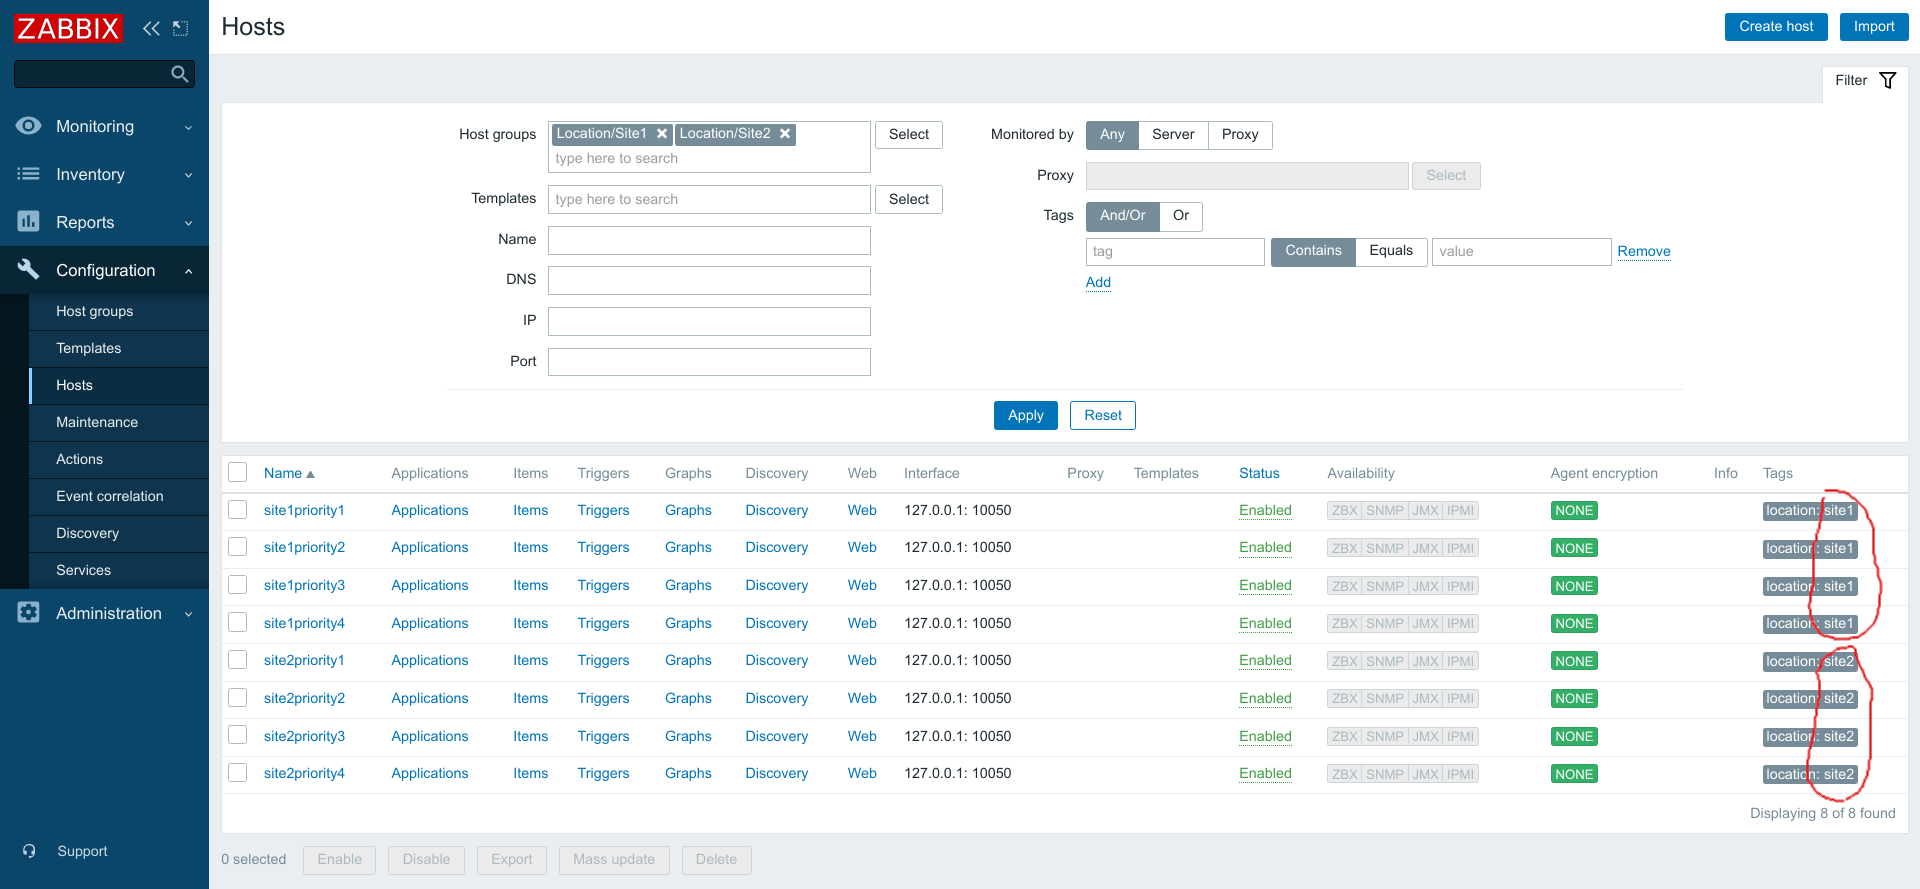 ZABBIX
Hosts
Create host
Import
Filter
Monitoring
Inventory
Reports
Configuration
Host groups
Templates
Hosts
Maintenance
Actions
Event correlation
Discovery
Services
Administration
Support
Host groups
Location/Site1
Location/Site2
type here to search
Select
Templates
type here to search
Select
Name
DNS
IP
Port
Monitored by
Any Server Proxy
Proxy
Select
Tags
And/Or Or
tag Contains Equals value Remove
Add
Apply Reset
Name Applications Items Triggers Graphs Discovery Web Interface Proxy Templates Status Availability Agent encryption Info Tags
site1priority1 Applications Items Triggers Graphs Discovery Web 127.0.0.1: 10050 Enabled ZBX SNMP JMX IPMI NONE location: site1
site1priority2 Applications Items Triggers Graphs Discovery Web 127.0.0.1: 10050 Enabled ZBX SNMP JMX IPMI NONE location: site1
site1priority3 Applications Items Triggers Graphs Discovery Web 127.0.0.1: 10050 Enabled ZBX SNMP JMX IPMI NONE location: site1
site1priority4 Applications Items Triggers Graphs Discovery Web 127.0.0.1: 10050 Enabled ZBX SNMP JMX IPMI NONE location: site1
site2priority1 Applications Items Triggers Graphs Discovery Web 127.0.0.1: 10050 Enabled ZBX SNMP JMX IPMI NONE location: site2
site2priority2 Applications Items Triggers Graphs Discovery Web 127.0.0.1: 10050 Enabled ZBX SNMP JMX IPMI NONE location: site2
site2priority3 Applications Items Triggers Graphs Discovery Web 127.0.0.1: 10050 Enabled ZBX SNMP JMX IPMI NONE location: site2
site2priority4 Applications Items Triggers Graphs Discovery Web 127.0.0.1: 10050 Enabled ZBX SNMP JMX IPMI NONE location: site2
Displaying 8 of 8 found
0 selected Enable Disable Export Mass update Delete